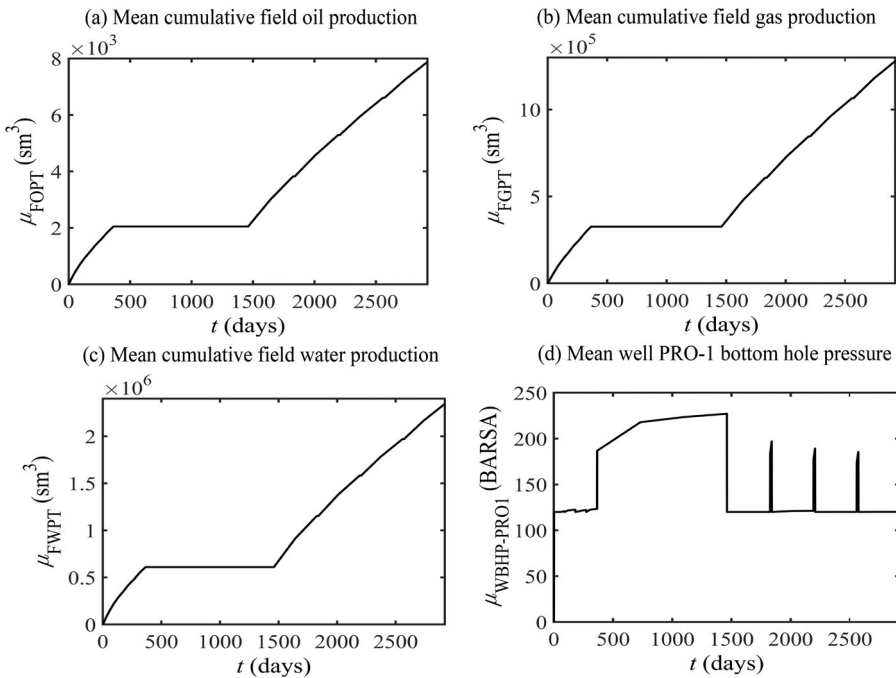 (a) Mean cumulative field oil production
×10³
8
6
4
2
0
μFOPT (sm³)
0 500 1000 1500 2000 2500
t (days)
(b) Mean cumulative field gas production
×10⁵
10
5
0
μFGPT (sm³)
0 500 1000 1500 2000 2500
t (days)
(c) Mean cumulative field water production
×10⁶
2
1.5
1
0.5
0
μFWPT (sm³)
0 500 1000 1500 2000 2500
t (days)
(d) Mean well PRO-1 bottom hole pressure
250
200
150
100
50
0
μWBHP-PRO1 (BARSA)
0 500 1000 1500 2000 2500
t (days)